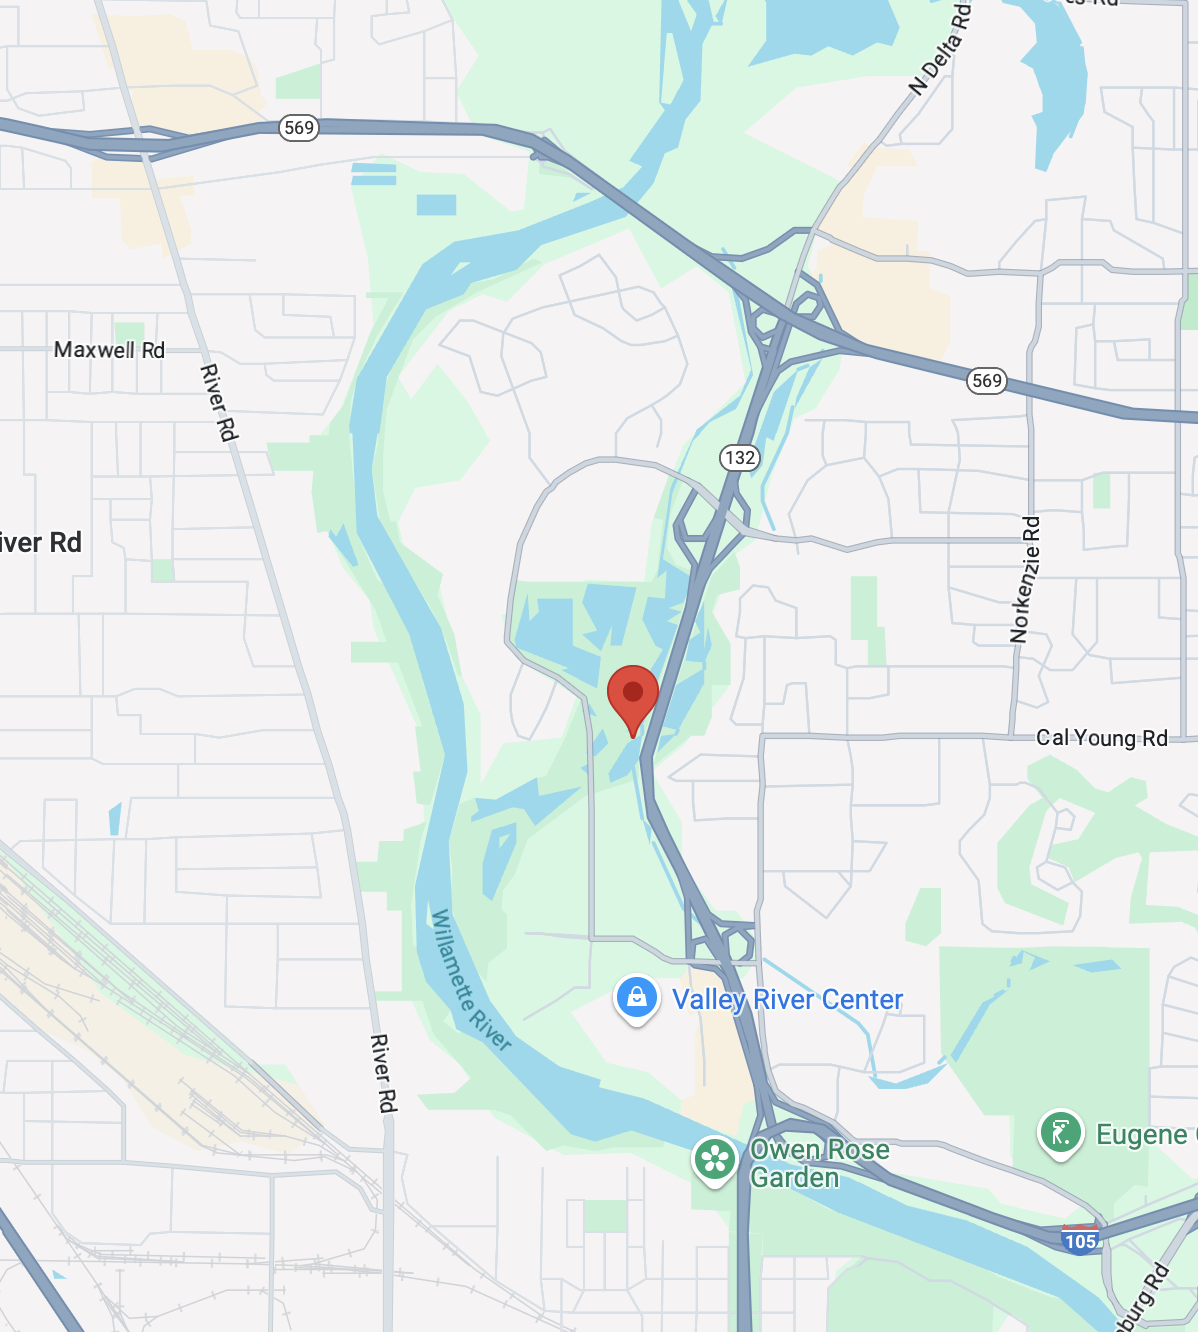 N Delta Rd
569
Maxwell Rd
River Rd
569
132
iver Rd
Norkenzie Rd
Cal Young Rd
Willamette River
Valley River Center
River Rd
Owen Rose
Garden
Eugene
105
burg Rd